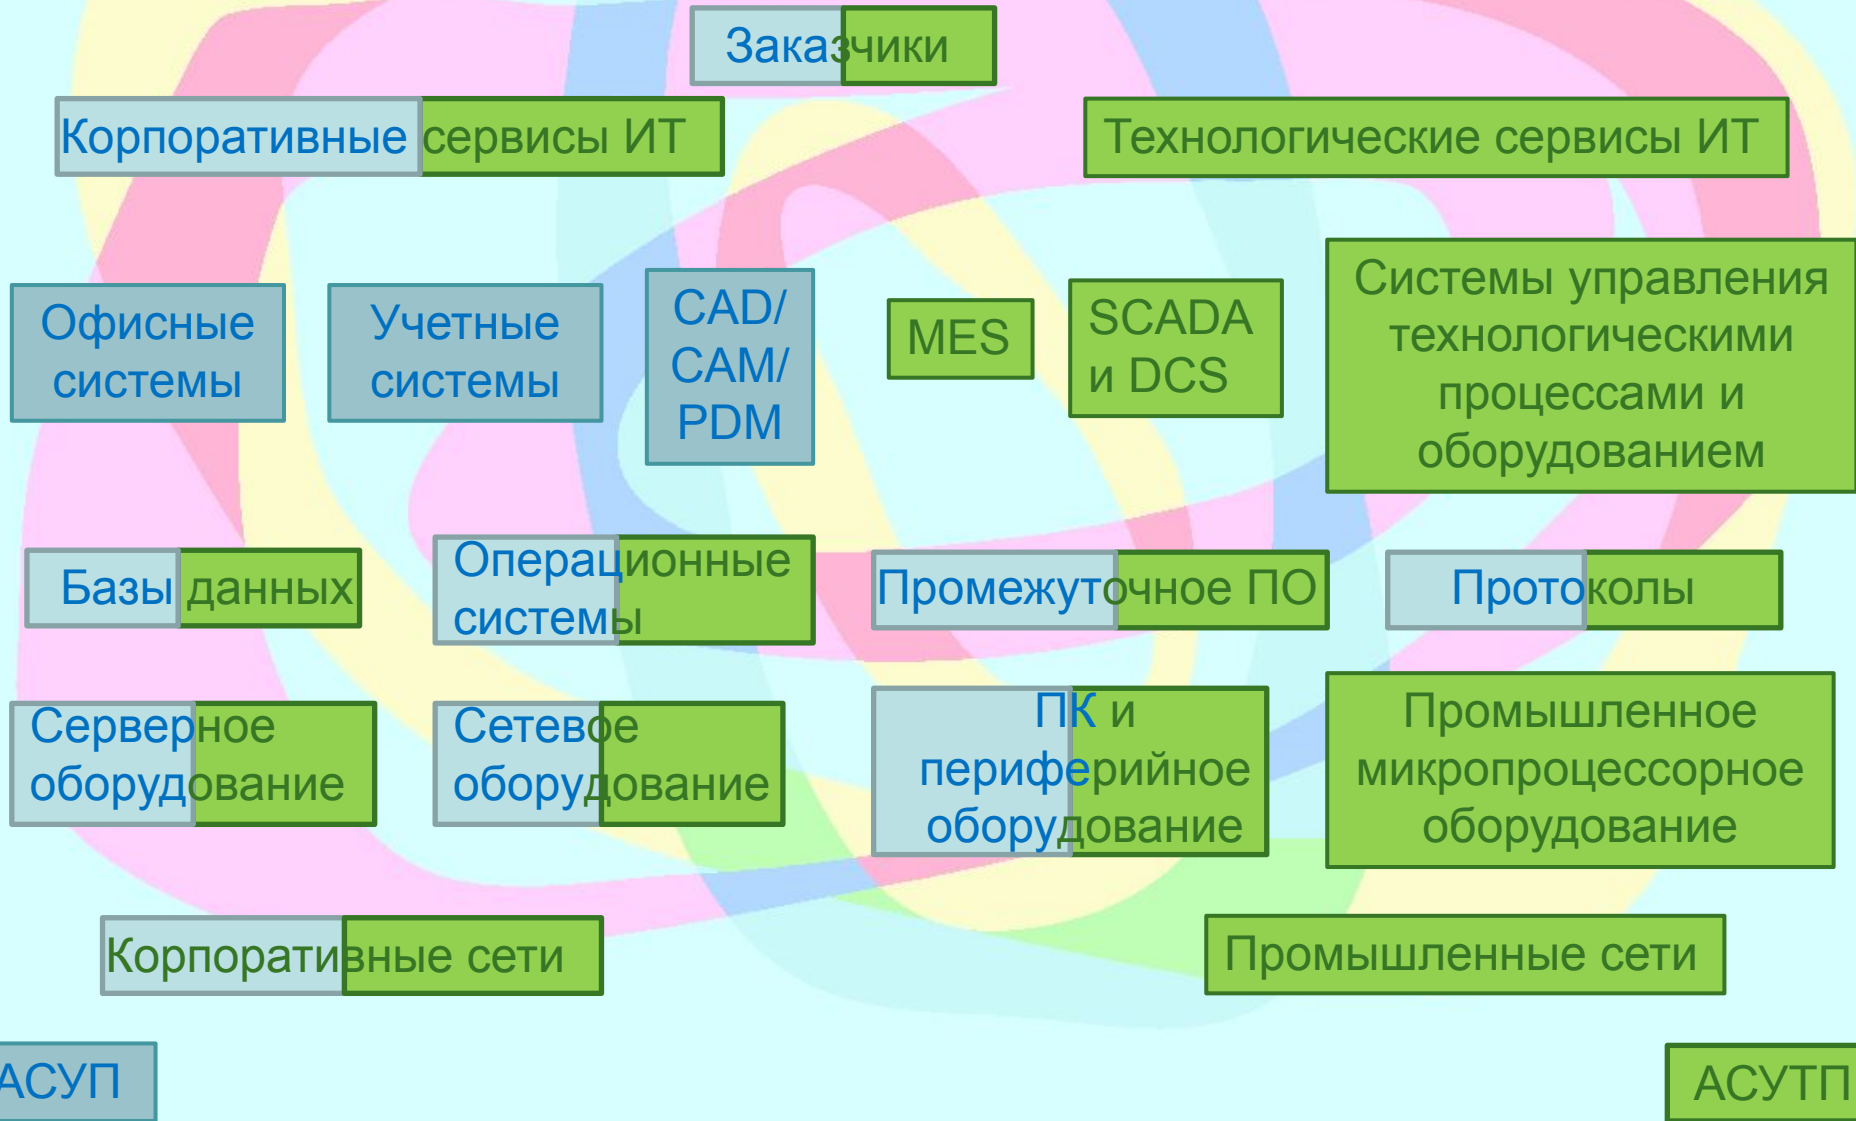 Заказчики
Корпоративные сервисы ИТ
Технологические сервисы ИТ
Офисные
системы
Учетные
системы
CAD/
CAM/
PDM
MES
SCADA
и DCS
Системы управления
технологическими
процессами и
оборудованием
Базы данных
Операционные
системы
Промежуточное ПО
Протоколы
Серверное
оборудование
Сетевое
оборудование
ПК и
периферийное
оборудование
Промышленное
микропроцессорное
оборудование
Корпоративные сети
Промышленные сети
АСУП
АСУТП